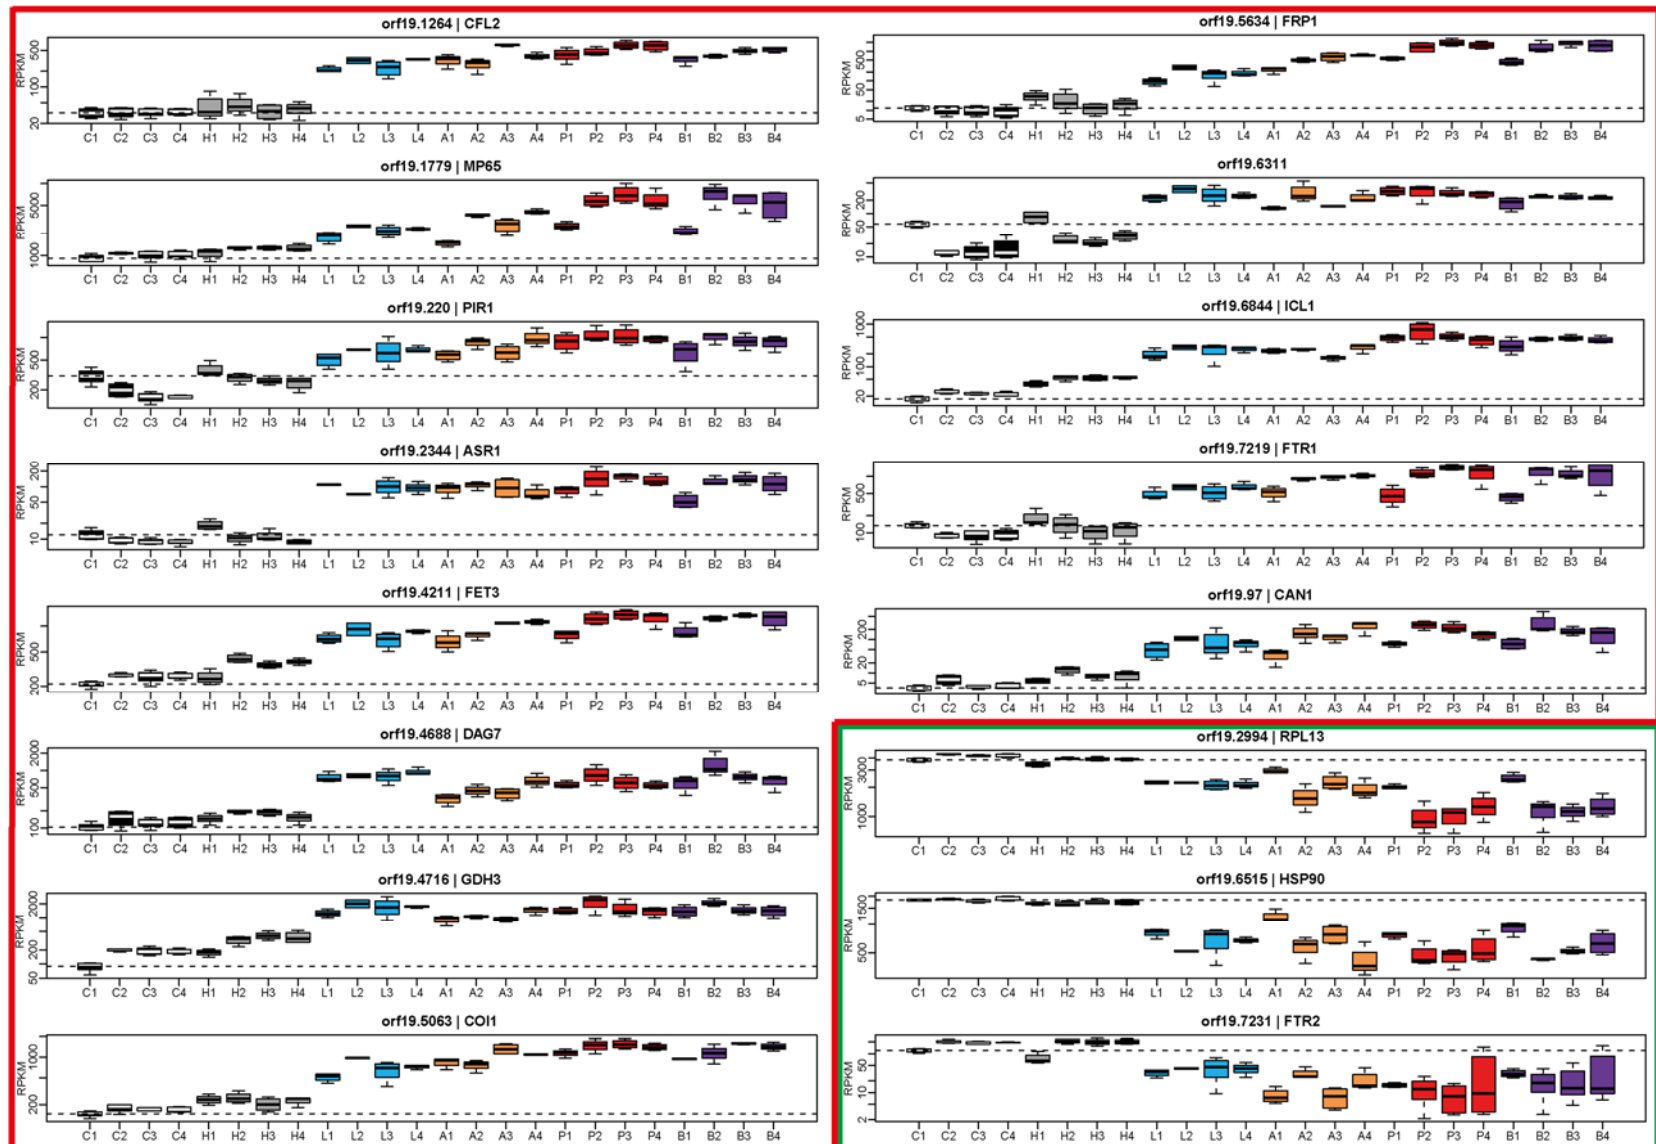 orf19.1264 | CFL2
RPKM
500
100
20
C1 C2 C3 C4 H1 H2 H3 H4 L1 L2 L3 L4 A1 A2 A3 A4 P1 P2 P3 P4 B1 B2 B3 B4
orf19.1779 | MP65
RPKM
5000
1000
C1 C2 C3 C4 H1 H2 H3 H4 L1 L2 L3 L4 A1 A2 A3 A4 P1 P2 P3 P4 B1 B2 B3 B4
orf19.220 | PIR1
RPKM
200
C1 C2 C3 C4 H1 H2 H3 H4 L1 L2 L3 L4 A1 A2 A3 A4 P1 P2 P3 P4 B1 B2 B3 B4
orf19.2344 | ASR1
RPKM
200
50
10
C1 C2 C3 C4 H1 H2 H3 H4 L1 L2 L3 L4 A1 A2 A3 A4 P1 P2 P3 P4 B1 B2 B3 B4
orf19.4211 | FET3
RPKM
500
200
C1 C2 C3 C4 H1 H2 H3 H4 L1 L2 L3 L4 A1 A2 A3 A4 P1 P2 P3 P4 B1 B2 B3 B4
orf19.4688 | DAG7
RPKM
2000
500
100
C1 C2 C3 C4 H1 H2 H3 H4 L1 L2 L3 L4 A1 A2 A3 A4 P1 P2 P3 P4 B1 B2 B3 B4
orf19.4716 | GDH3
RPKM
2000
50
C1 C2 C3 C4 H1 H2 H3 H4 L1 L2 L3 L4 A1 A2 A3 A4 P1 P2 P3 P4 B1 B2 B3 B4
orf19.5063 | COI1
RPKM
1000
200
C1 C2 C3 C4 H1 H2 H3 H4 L1 L2 L3 L4 A1 A2 A3 A4 P1 P2 P3 P4 B1 B2 B3 B4
orf19.5634 | FRP1
RPKM
500
50
5
C1 C2 C3 C4 H1 H2 H3 H4 L1 L2 L3 L4 A1 A2 A3 A4 P1 P2 P3 P4 B1 B2 B3 B4
orf19.6311
RPKM
200
50
10
C1 C2 C3 C4 H1 H2 H3 H4 L1 L2 L3 L4 A1 A2 A3 A4 P1 P2 P3 P4 B1 B2 B3 B4
orf19.6844 | ICL1
RPKM
1000
100
20
C1 C2 C3 C4 H1 H2 H3 H4 L1 L2 L3 L4 A1 A2 A3 A4 P1 P2 P3 P4 B1 B2 B3 B4
orf19.7219 | FTR1
RPKM
500
100
C1 C2 C3 C4 H1 H2 H3 H4 L1 L2 L3 L4 A1 A2 A3 A4 P1 P2 P3 P4 B1 B2 B3 B4
orf19.97 | CAN1
RPKM
200
20
5
C1 C2 C3 C4 H1 H2 H3 H4 L1 L2 L3 L4 A1 A2 A3 A4 P1 P2 P3 P4 B1 B2 B3 B4
orf19.2994 | RPL13
RPKM
3000
1000
C1 C2 C3 C4 H1 H2 H3 H4 L1 L2 L3 L4 A1 A2 A3 A4 P1 P2 P3 P4 B1 B2 B3 B4
orf19.6515 | HSP90
RPKM
1500
500
C1 C2 C3 C4 H1 H2 H3 H4 L1 L2 L3 L4 A1 A2 A3 A4 P1 P2 P3 P4 B1 B2 B3 B4
orf19.7231 | FTR2
RPKM
50
10
2
C1 C2 C3 C4 H1 H2 H3 H4 L1 L2 L3 L4 A1 A2 A3 A4 P1 P2 P3 P4 B1 B2 B3 B4